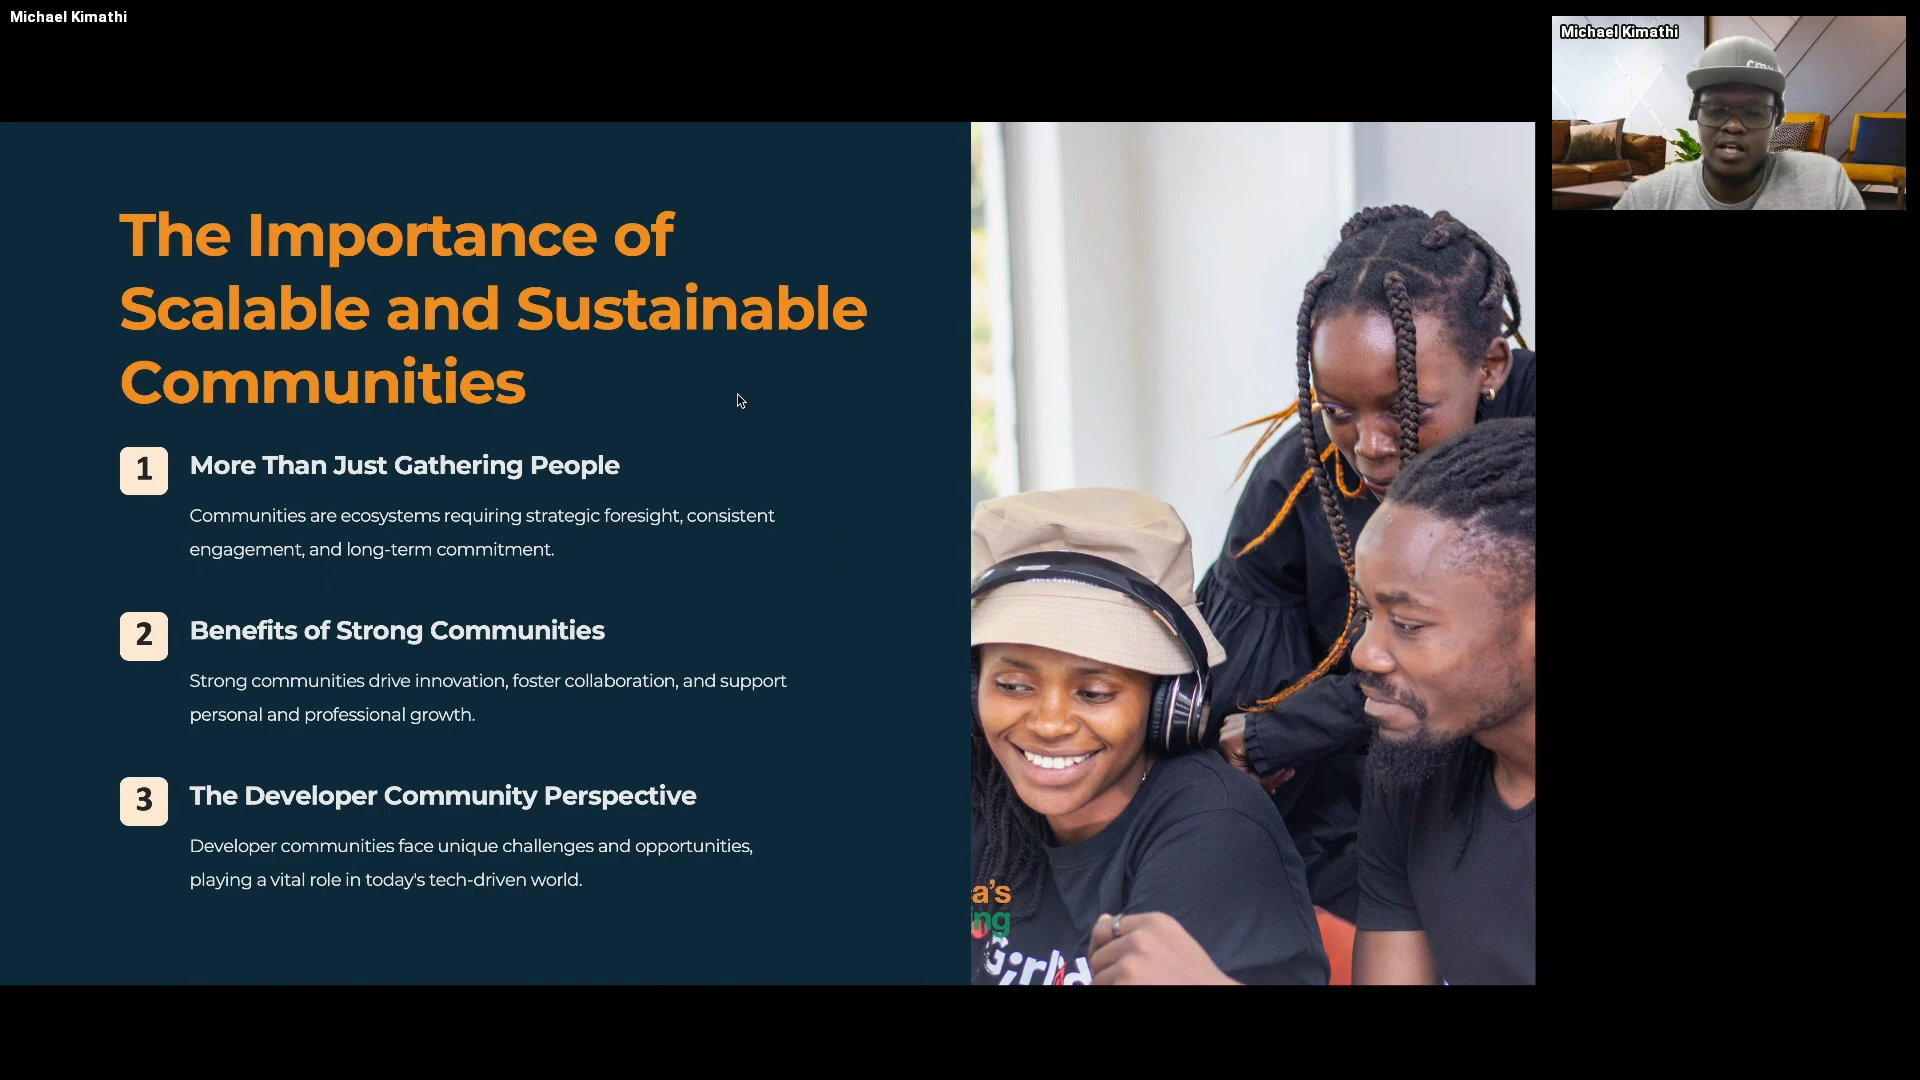 Michael Kimathi
Michael Kimathi
The Importance of
Scalable and Sustainable
Communities
1
More Than Just Gathering People
Communities are ecosystems requiring strategic foresight, consistent
engagement, and long-term commitment.
2
Benefits of Strong Communities
Strong communities drive innovation, foster collaboration, and support
personal and professional growth.
3
The Developer Community Perspective
Developer communities face unique challenges and opportunities,
playing a vital role in today's tech-driven world.
a's
ng